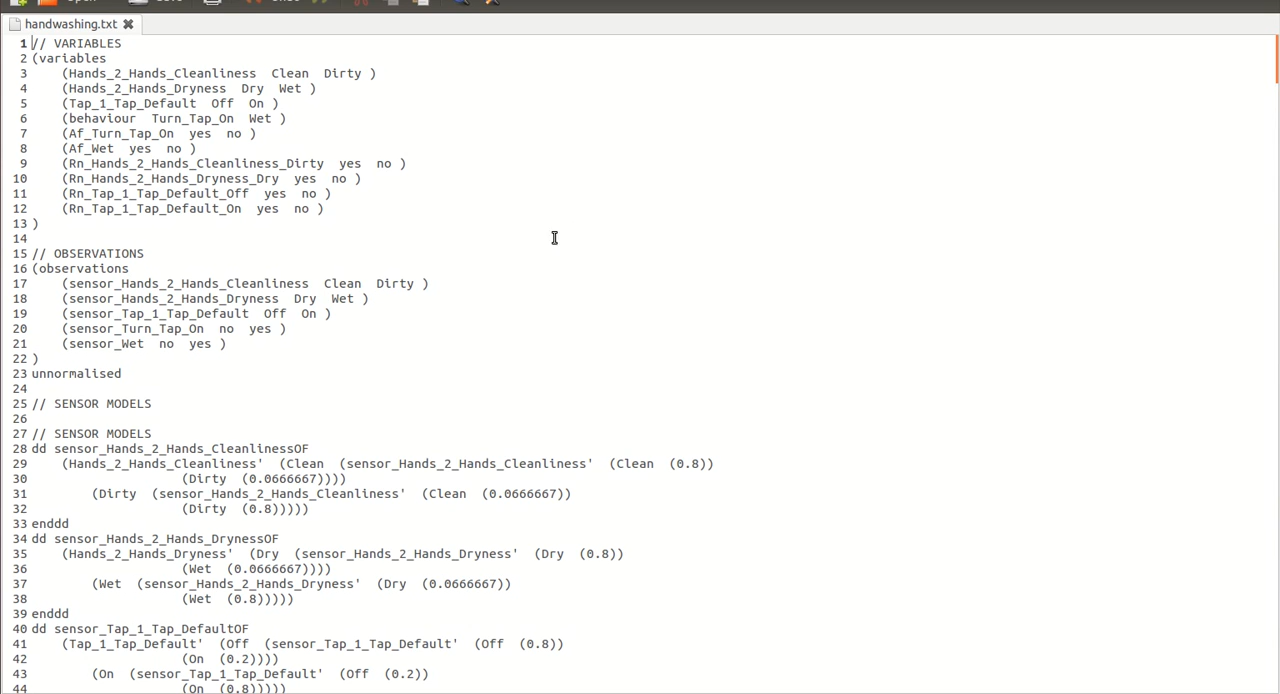 handwashing.txt
1 // VARIABLES
2 (variables
3 (Hands_2_Hands_Cleanliness Clean Dirty )
4 (Hands_2_Hands_Dryness Dry Wet )
5 (Tap_1_Tap_Default Off On )
6 (behaviour Turn_Tap_On Wet )
7 (Af_Turn_Tap_On yes no )
8 (Af_Wet yes no )
9 (Rn_Hands_2_Hands_Cleanliness_Dirty yes no )
10 (Rn_Hands_2_Hands_Dryness_Dry yes no )
11 (Rn_Tap_1_Tap_Default_Off yes no )
12 (Rn_Tap_1_Tap_Default_On yes no )
13 )
14
15 // OBSERVATIONS
16 (observations
17 (sensor_Hands_2_Hands_Cleanliness Clean Dirty )
18 (sensor_Hands_2_Hands_Dryness Dry Wet )
19 (sensor_Tap_1_Tap_Default Off On )
20 (sensor_Turn_Tap_On no yes )
21 (sensor_Wet no yes )
22 )
23 unnormalised
24
25 // SENSOR MODELS
26
27 // SENSOR MODELS
28 dd sensor_Hands_2_Hands_CleanlinessOF
29 (Hands_2_Hands_Cleanliness' (Clean (sensor_Hands_2_Hands_Cleanliness' (Clean (0.8))
30 (Dirty (0.0666667))))
31 (Dirty (sensor_Hands_2_Hands_Cleanliness' (Clean (0.0666667))
32 (Dirty (0.8)))))
33 enddd
34 dd sensor_Hands_2_Hands_DrynessOF
35 (Hands_2_Hands_Dryness' (Dry (sensor_Hands_2_Hands_Dryness' (Dry (0.8))
36 (Wet (0.0666667))))
37 (Wet (sensor_Hands_2_Hands_Dryness' (Dry (0.0666667))
38 (Wet (0.8)))))
39 enddd
40 dd sensor_Tap_1_Tap_DefaultOF
41 (Tap_1_Tap_Default' (Off (sensor_Tap_1_Tap_Default' (Off (0.8))
42 (On (0.2))))
43 (On (sensor_Tap_1_Tap_Default' (Off (0.2))
44 (On (0.8)))))